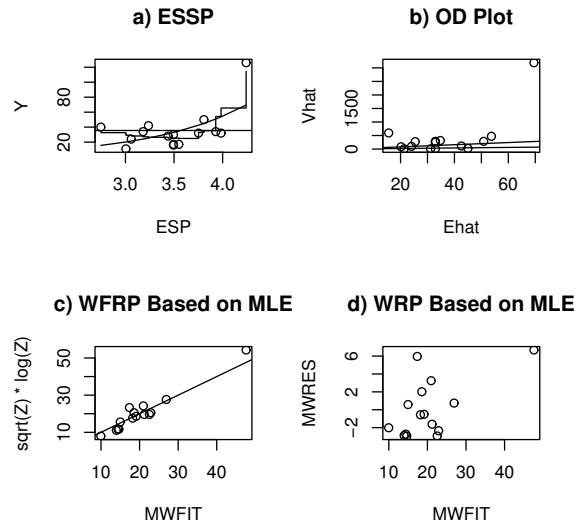 a) ESSP
Y
20
80
3.0
3.5
4.0
ESP
b) OD Plot
Vhat
0
1500
20
40
60
Ehat
c) WFRP Based on MLE
sqrt(Z) * log(Z)
10
30
50
10
20
30
40
MWFIT
d) WRP Based on MLE
MWRES
−2
2
6
10
20
30
40
MWFIT